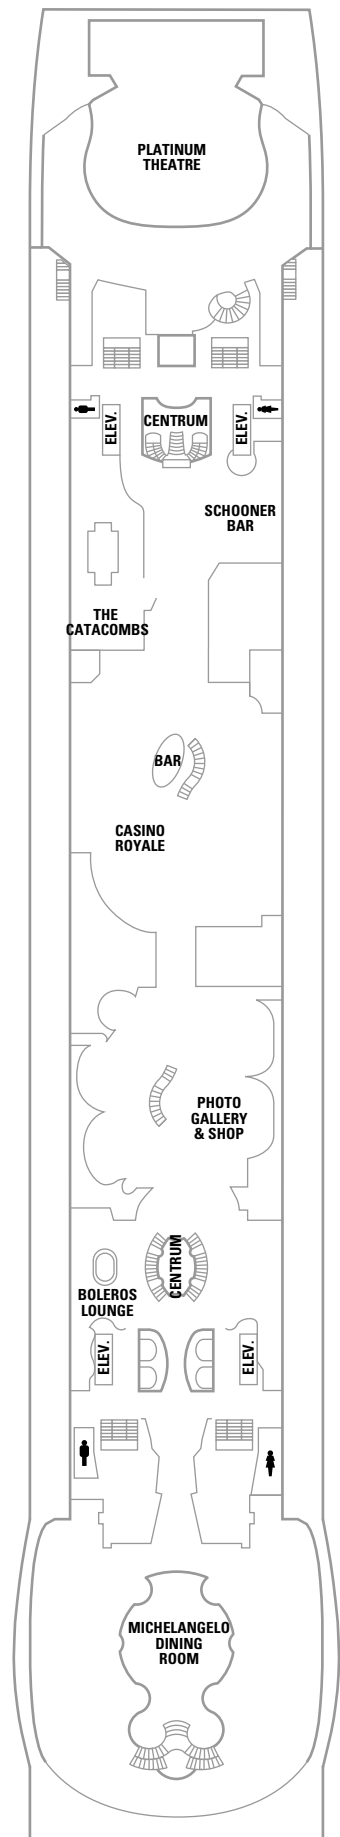 PLATINUM
THEATRE
ELEV.
CENTRUM
ELEV.
SCHOONER
BAR
THE
CATACOMBS
BAR
CASINO
ROYALE
PHOTO
GALLERY
& SHOP
CENTRUM
BOLEROS
LOUNGE
ELEV.
ELEV.
MICHELANGELO
DINING
ROOM